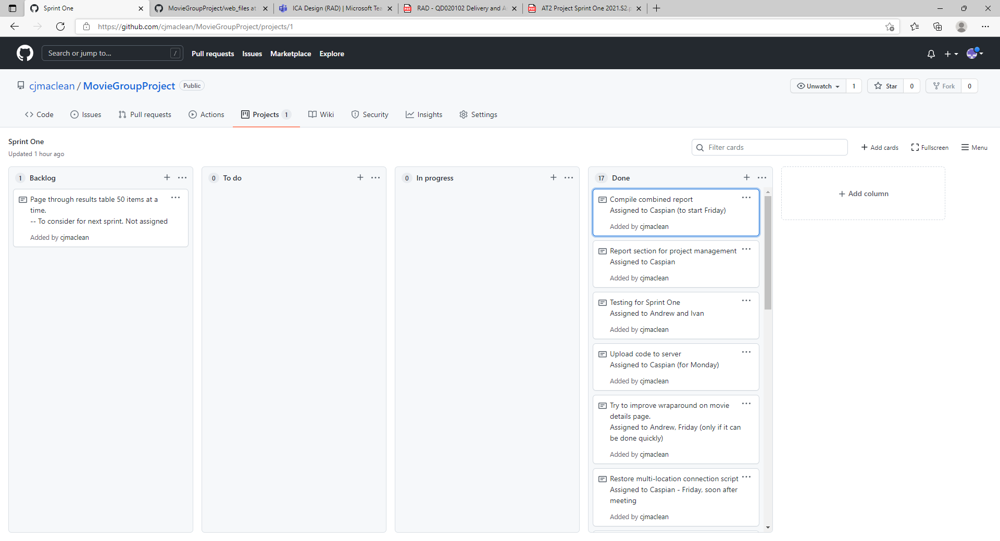 Sprint One
MovieGroupProject/web_files at
ICA Design (RAD) | Microsoft Tea
RAD - QD020102 Delivery and A
AT2 Project Sprint One 2021.S2.p
https://github.com/cjmaclean/MovieGroupProject/projects/1
Search or jump to... /
Pull requests
Issues
Marketplace
Explore
cjmaclean / MovieGroupProject Public
Unwatch 1
Star 0
Fork 0
Code
Issues
Pull requests
Actions
Projects 1
Wiki
Security
Insights
Settings
Sprint One
Updated 1 hour ago
Filter cards
Add cards
Fullscreen
Menu
1 Backlog
Page through results table 50 items at a
time.
-- To consider for next sprint. Not assigned
Added by cjmaclean
0 To do
0 In progress
17 Done
Compile combined report
Assigned to Caspian (to start Friday)
Added by cjmaclean
Report section for project management
Assigned to Caspian
Added by cjmaclean
Testing for Sprint One
Assigned to Andrew and Ivan
Added by cjmaclean
Upload code to server
Assigned to Caspian (for Monday)
Added by cjmaclean
Try to improve wraparound on movie
details page.
Assigned to Andrew, Friday (only if it can
be done quickly)
Added by cjmaclean
Restore multi-location connection script
Assigned to Caspian - Friday, soon after
meeting
Added by cjmaclean
Add column